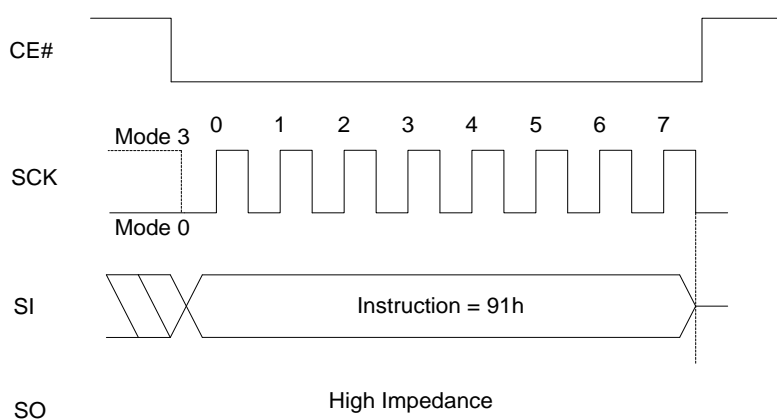 CE#
0 1 2 3 4 5 6 7
Mode 3
SCK
Mode 0
SI
Instruction = 91h
SO
High Impedance